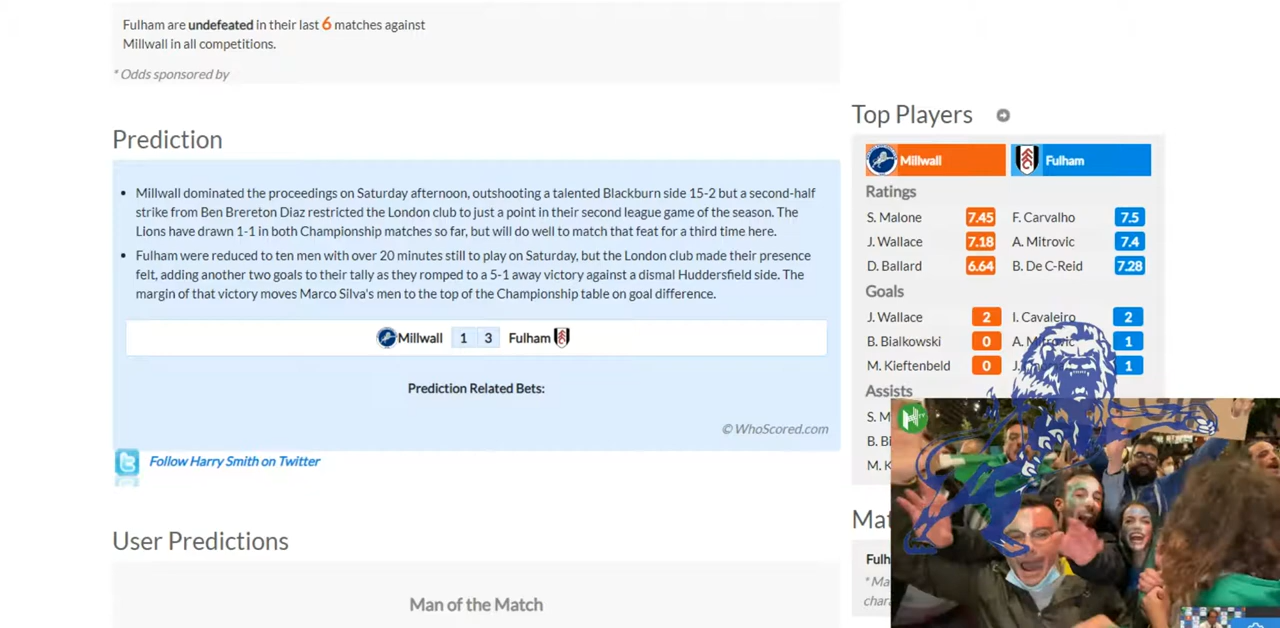 Fulham are undefeated in their last 6 matches against
Millwall in all competitions.
* Odds sponsored by
Prediction
Millwall dominated the proceedings on Saturday afternoon, outshooting a talented Blackburn side 15-2 but a second-half
strike from Ben Brereton Diaz restricted the London club to just a point in their second league game of the season. The
Lions have drawn 1-1 in both Championship matches so far, but will do well to match that feat for a third time here.
Fulham were reduced to ten men with over 20 minutes still to play on Saturday, but the London club made their presence
felt, adding another two goals to their tally as they romped to a 5-1 away victory against a dismal Huddersfield side. The
margin of that victory moves Marco Silva's men to the top of the Championship table on goal difference.
Millwall 1 3 Fulham
Prediction Related Bets:
© WhoScored.com
Follow Harry Smith on Twitter
User Predictions
Man of the Match
Top Players
Millwall Fulham
Ratings
S. Malone 7.45 F. Carvalho 7.5
J. Wallace 7.18 A. Mitrovic 7.4
D. Ballard 6.64 B. De C-Reid 7.28
Goals
J. Wallace 2 I. Cavaleiro 2
B. Bialkowski 0 A. Mitrovic 1
M. Kieftenbeld 0 J. 1
Assists
S. M
B. Bi
M. K
Mat
Fulh
* Ma
chara